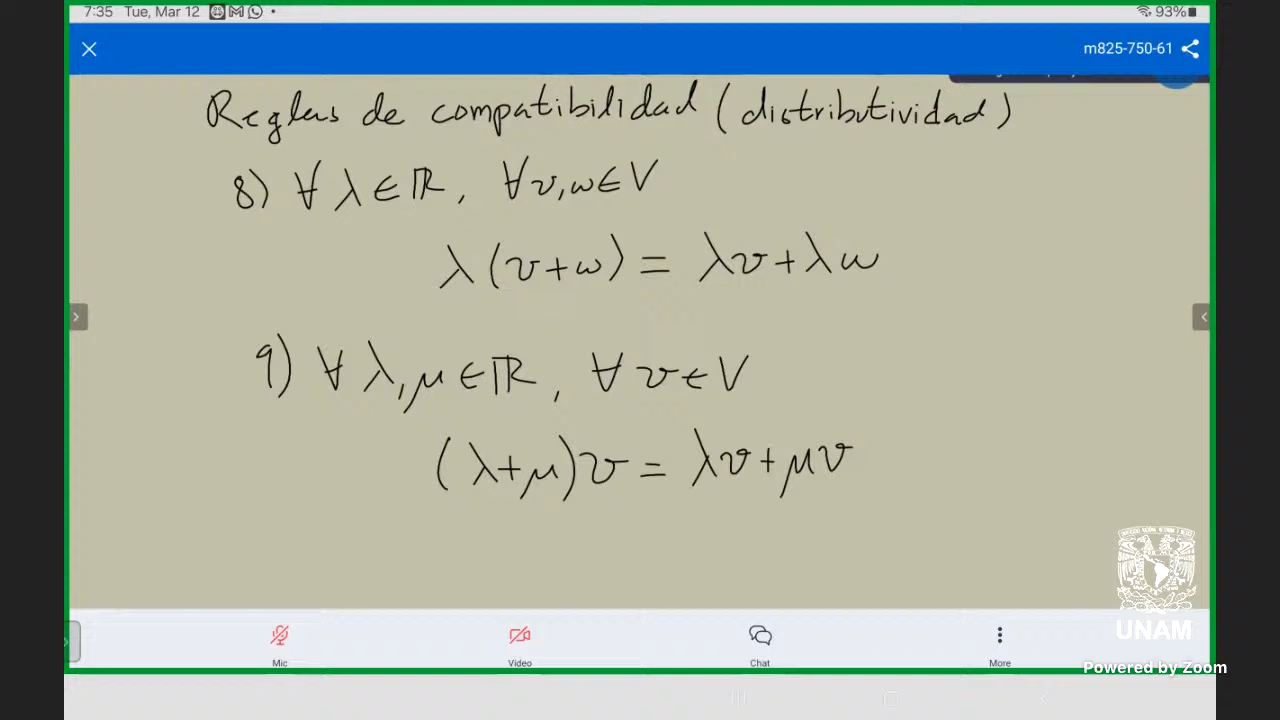 7:35 Tue, Mar 12
93%
m825-750-61
Reglas de compatibilidad (distributividad)
8) ∀ λ ∈ ℝ, ∀ v, w ∈ V
λ (v + w) = λv + λw
9) ∀ λ, μ ∈ ℝ, ∀ v ∈ V
(λ + μ) v = λv + μv
UNAM
Mic
Video
Chat
More
Powered by Zoom